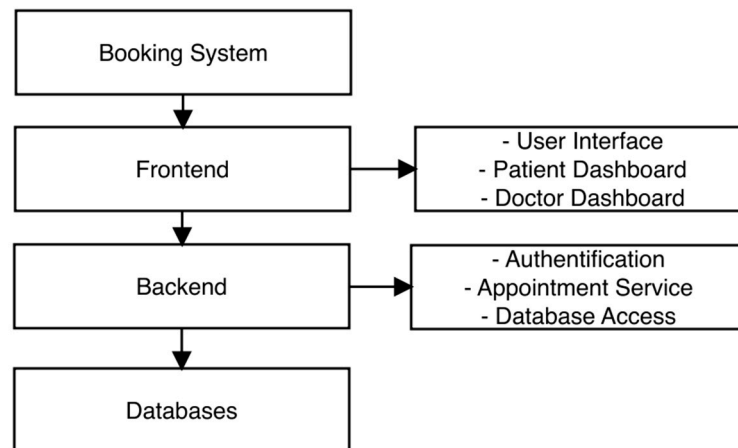 Booking System
Frontend
- User Interface
- Patient Dashboard
- Doctor Dashboard
Backend
- Authentification
- Appointment Service
- Database Access
Databases